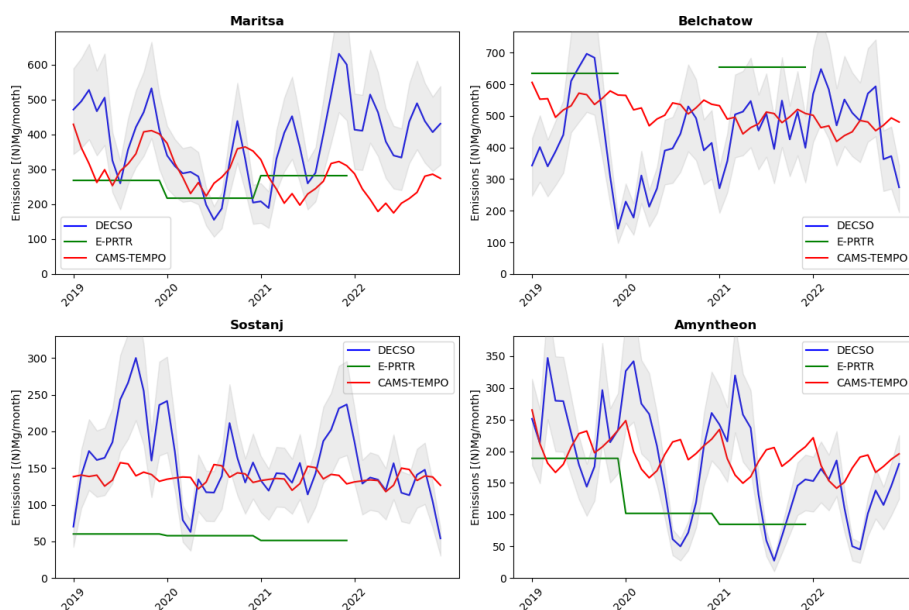 Maritsa
Emissions [(N)Mg/month]
600
500
400
300
200
100
0
DECSO
E-PRTR
CAMS-TEMPO
2019
2020
2021
2022
Belchatow
Emissions [(N)Mg/month]
700
600
500
400
300
200
100
0
DECSO
E-PRTR
CAMS-TEMPO
2019
2020
2021
2022
Sostanj
Emissions [(N)Mg/month]
300
250
200
150
100
50
0
DECSO
E-PRTR
CAMS-TEMPO
2019
2020
2021
2022
Amyntheon
Emissions [(N)Mg/month]
350
300
250
200
150
100
50
0
DECSO
E-PRTR
CAMS-TEMPO
2019
2020
2021
2022